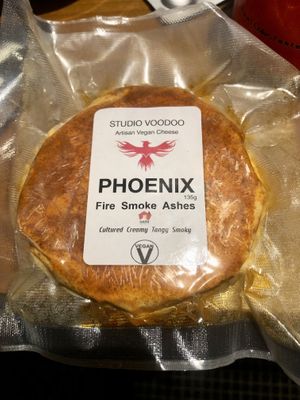 STUDIO VOODOO
Artisan Vegan Cheese
PHOENIX
135g
Fire Smoke Ashes
Cultured Creamy Tangy Smoky
VEGAN
V